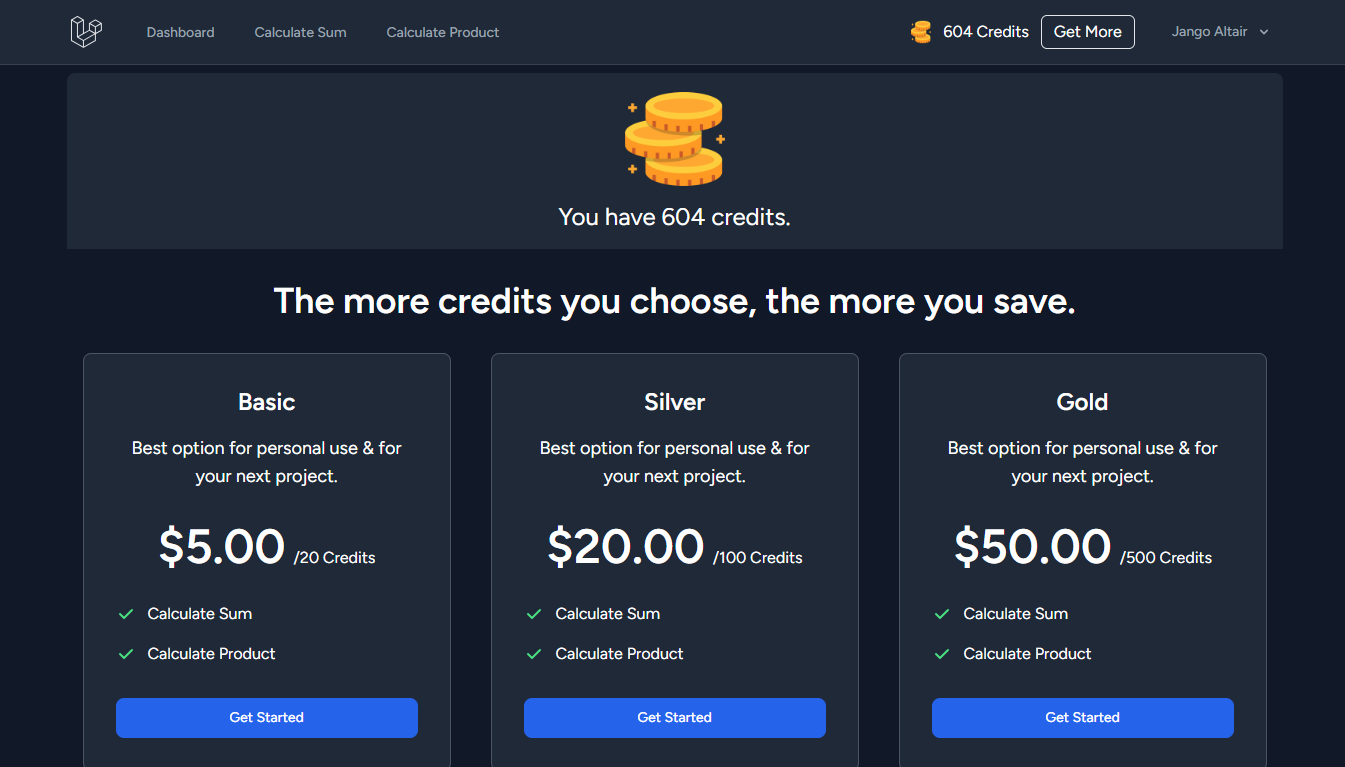 Dashboard Calculate Sum Calculate Product 604 Credits Get More Jango Altair
You have 604 credits.
The more credits you choose, the more you save.
Basic
Best option for personal use & for
your next project.
$5.00 /20 Credits
Calculate Sum
Calculate Product
Get Started
Silver
Best option for personal use & for
your next project.
$20.00 /100 Credits
Calculate Sum
Calculate Product
Get Started
Gold
Best option for personal use & for
your next project.
$50.00 /500 Credits
Calculate Sum
Calculate Product
Get Started